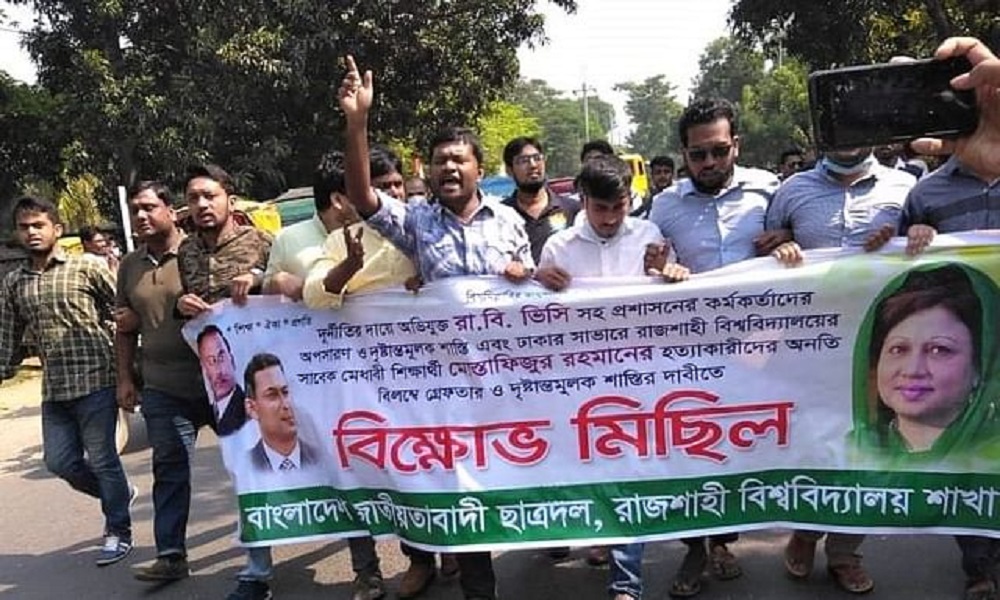 শিক্ষা * ঐক্য * প্রগতি
দূর্নীতির দায়ে অভিযুক্ত রা.বি. ভিসি সহ প্রশাসনের কর্মকর্তাদের
অপসারণ ও দৃষ্টান্তমূলক শাস্তি এবং ঢাকার সাভারে রাজশাহী বিশ্ববিদ্যালয়ের
সাবেক মেধাবী শিক্ষার্থী মোস্তাফিজুর রহমানের হত্যাকারীদের অনতি
বিলম্বে গ্রেফতার ও দৃষ্টান্তমূলক শাস্তির দাবীতে
বিক্ষোভ মিছিল
বাংলাদেশ জাতীয়তাবাদী ছাত্রদল, রাজশাহী বিশ্ববিদ্যালয় শাখা